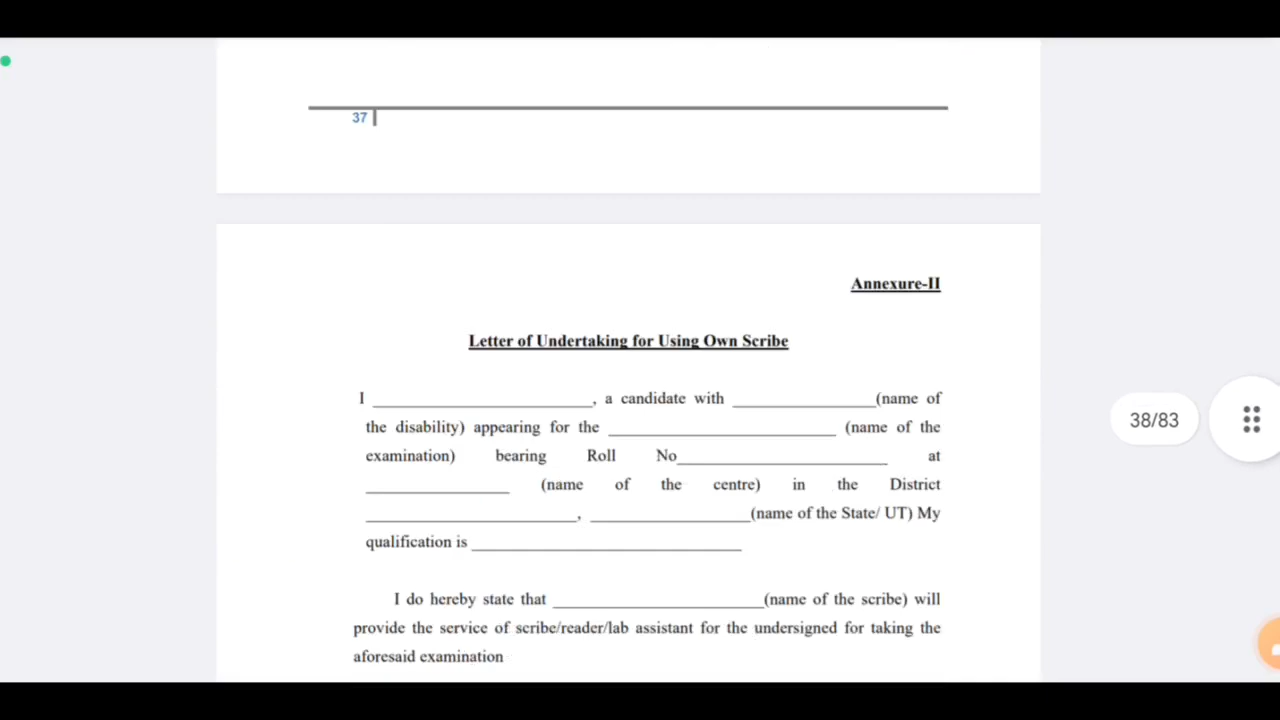 37
Annexure-II
Letter of Undertaking for Using Own Scribe
I ________________________, a candidate with ________________(name of
the disability) appearing for the _________________________ (name of the
examination) bearing Roll No_______________________ at
________________ (name of the centre) in the District
_______________________, __________________(name of the State/ UT) My
38/83
qualification is ______________________________
I do hereby state that _______________________(name of the scribe) will
provide the service of scribe/reader/lab assistant for the undersigned for taking the
aforesaid examination